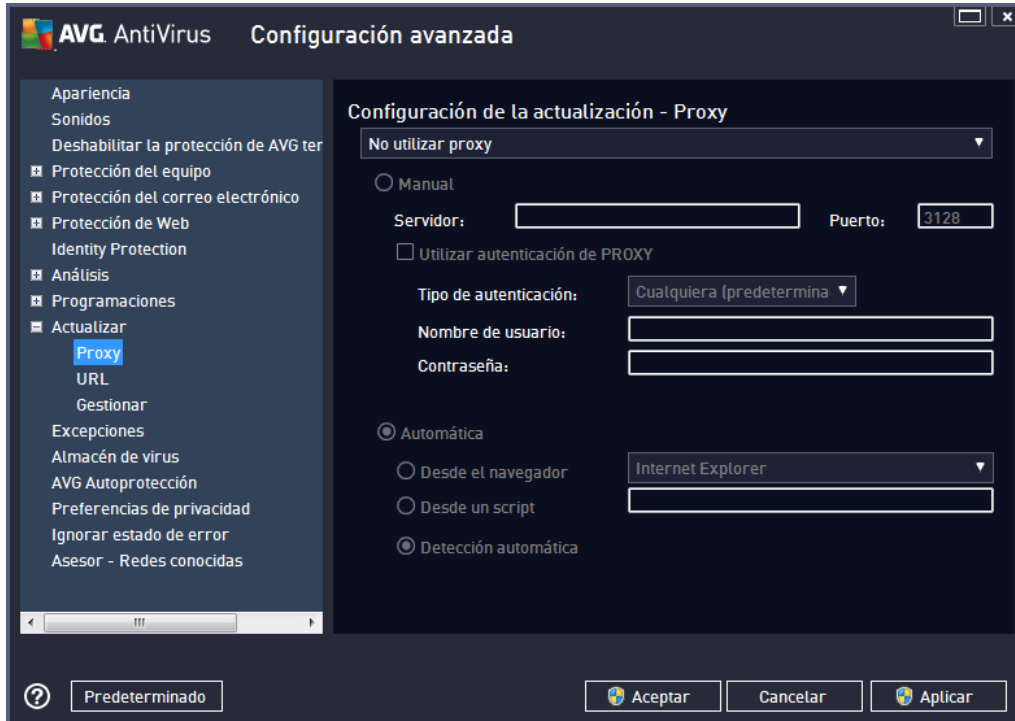 AVG. AntiVirus Configuración avanzada
Apariencia
Sonidos
Deshabilitar la protección de AVG ter
Protección del equipo
Protección del correo electrónico
Protección de Web
Identity Protection
Análisis
Programaciones
Actualizar
Proxy
URL
Gestionar
Excepciones
Almacén de virus
AVG Autoprotección
Preferencias de privacidad
Ignorar estado de error
Asesor - Redes conocidas
Configuración de la actualización - Proxy
No utilizar proxy
Manual
Servidor: Puerto: 3128
Utilizar autenticación de PROXY
Tipo de autenticación: Cualquiera (predetermina
Nombre de usuario:
Contraseña:
Automática
Desde el navegador Internet Explorer
Desde un script
Detección automática
? Predeterminado Aceptar Cancelar Aplicar